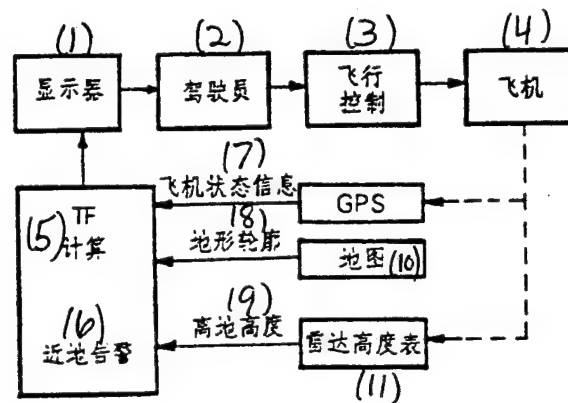 (1)
显示器
(2)
驾驶员
(3)
飞行
控制
(4)
飞机
(5) TF
计算
(6)
近地告警
(7)
飞机状态信息
GPS
(8)
地形轮廓
地图(10)
(9)
离地高度
雷达高度表
(11)